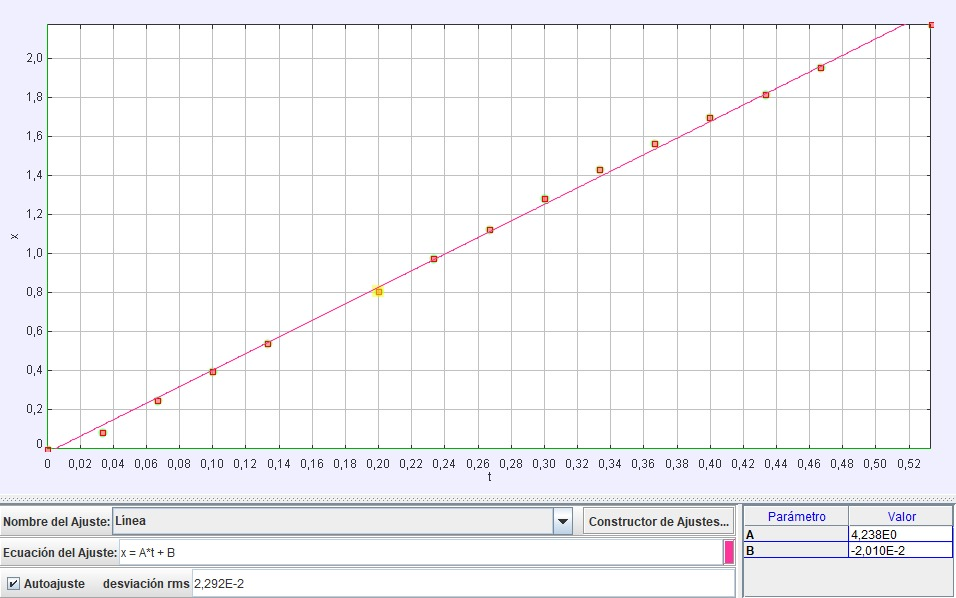 2,0
1,8
1,6
1,4
1,2
x
1,0
0,8
0,6
0,4
0,2
0
0 0,02 0,04 0,06 0,08 0,10 0,12 0,14 0,16 0,18 0,20 0,22 0,24 0,26 0,28 0,30 0,32 0,34 0,36 0,38 0,40 0,42 0,44 0,46 0,48 0,50 0,52
t
Nombre del Ajuste: Línea Constructor de Ajustes...
Ecuación del Ajuste: x = A*t + B
Autoajuste desviación rms 2,292E-2
Parámetro Valor
A 4,238E0
B -2,010E-2